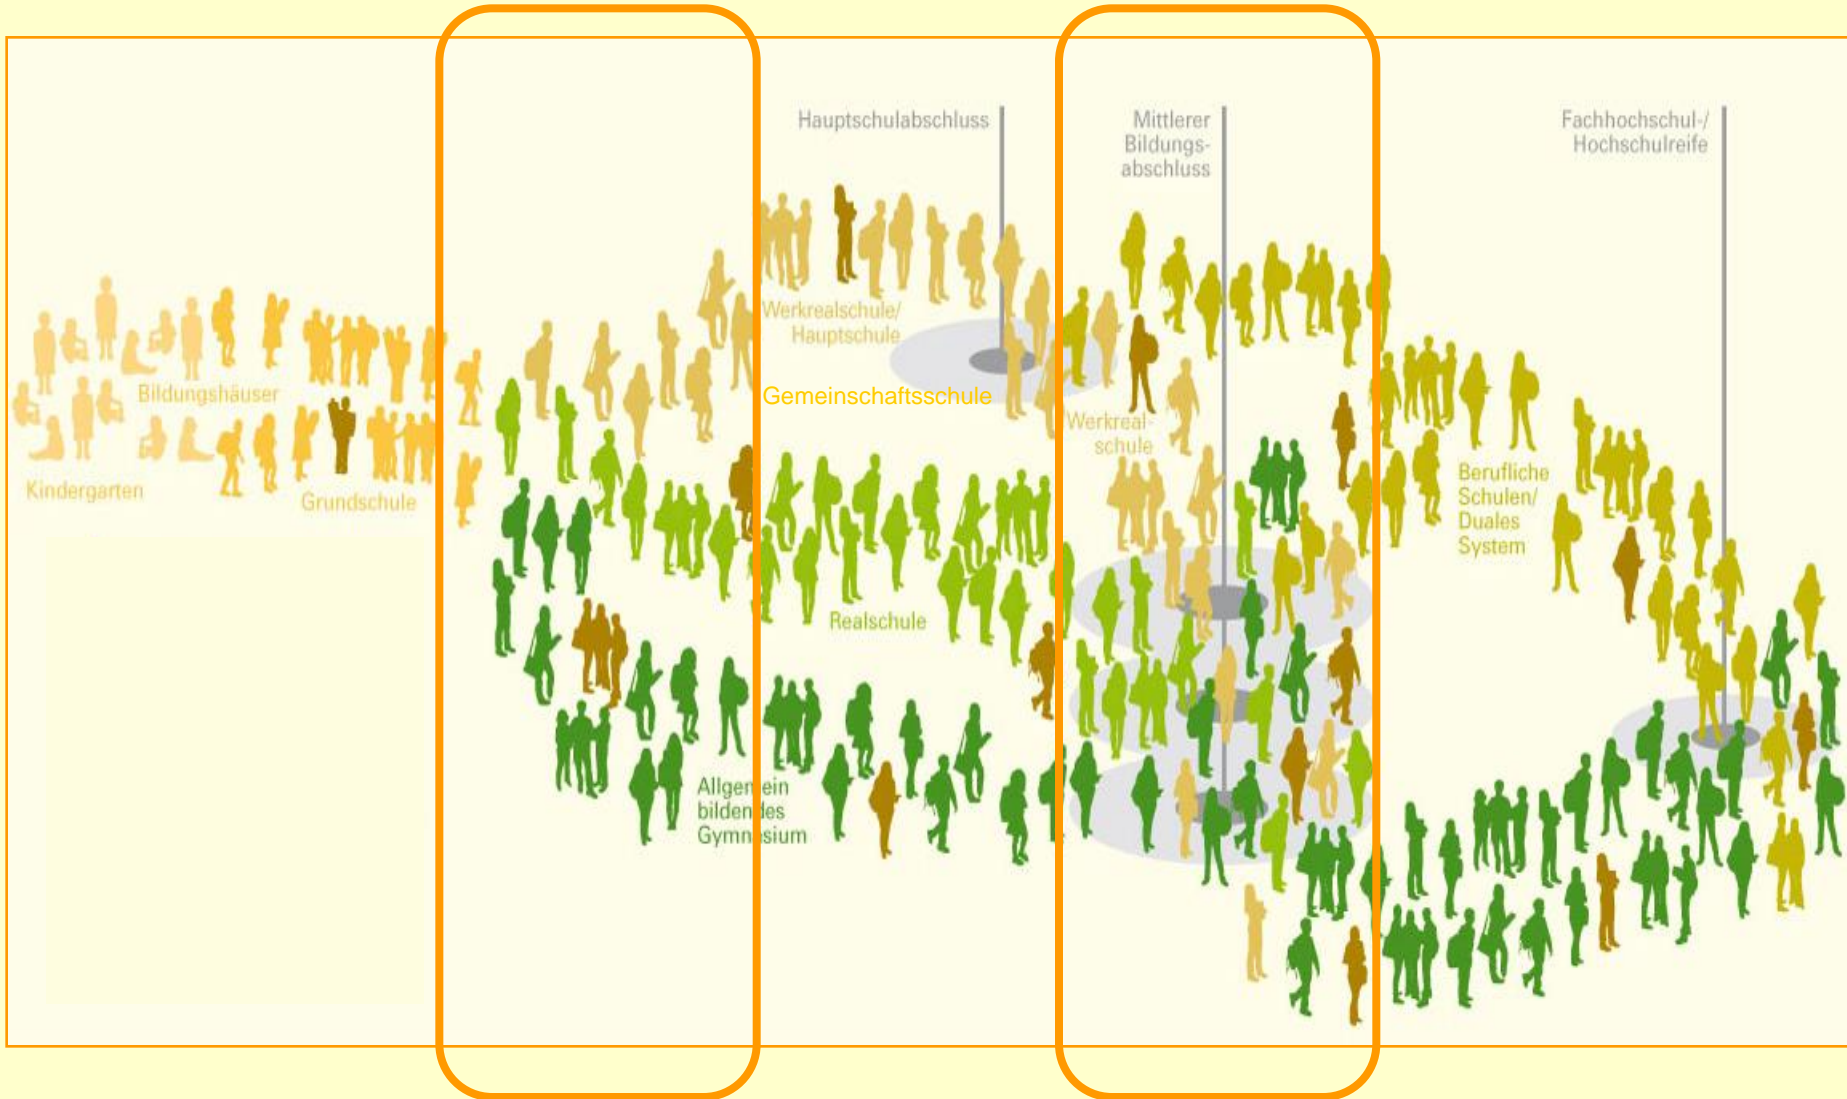 Hauptschulabschluss
Mittlerer
Bildungs-
abschluss
Fachhochschul-/
Hochschulreife
Werkrealschule/
Hauptschule
Bildungshäuser
Gemeinschaftsschule
Werkreal-
schule
Kindergarten
Grundschule
Berufliche
Schulen/
Duales
System
Realschule
Allgemein
bildendes
Gymnasium